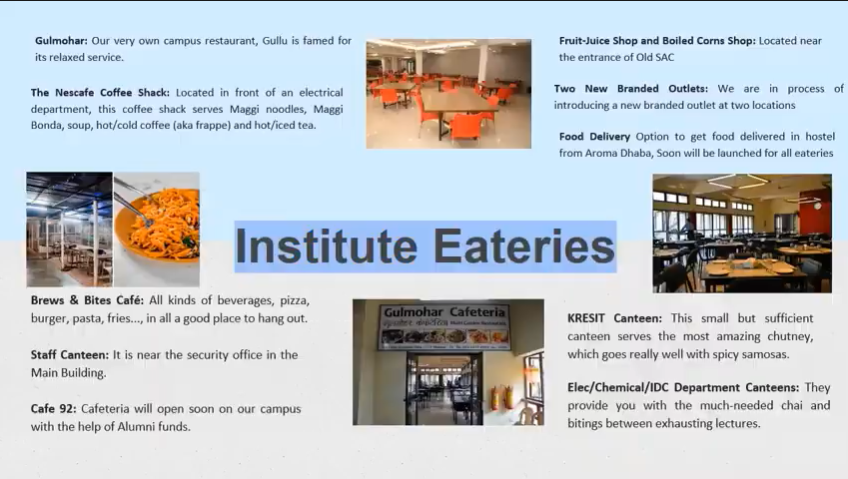 Gulmohar: Our very own campus restaurant, Gullu is famed for
its relaxed service.
The Nescafe Coffee Shack: Located in front of an electrical
department, this coffee shack serves Maggi noodles, Maggi
Bonda, soup, hot/cold coffee (aka frappe) and hot/iced tea.
Fruit-Juice Shop and Boiled Corns Shop: Located near
the entrance of Old SAC
Two New Branded Outlets: We are in process of
introducing a new branded outlet at two locations
Food Delivery Option to get food delivered in hostel
from Aroma Dhaba, Soon will be launched for all eateries
Institute Eateries
Brews & Bites Café: All kinds of beverages, pizza,
burger, pasta, fries..., in all a good place to hang out.
Staff Canteen: It is near the security office in the
Main Building.
Cafe 92: Cafeteria will open soon on our campus
with the help of Alumni funds.
Gulmohar Cafeteria
KRESIT Canteen: This small but sufficient
canteen serves the most amazing chutney,
which goes really well with spicy samosas.
Elec/Chemical/IDC Department Canteens: They
provide you with the much-needed chai and
bitings between exhausting lectures.